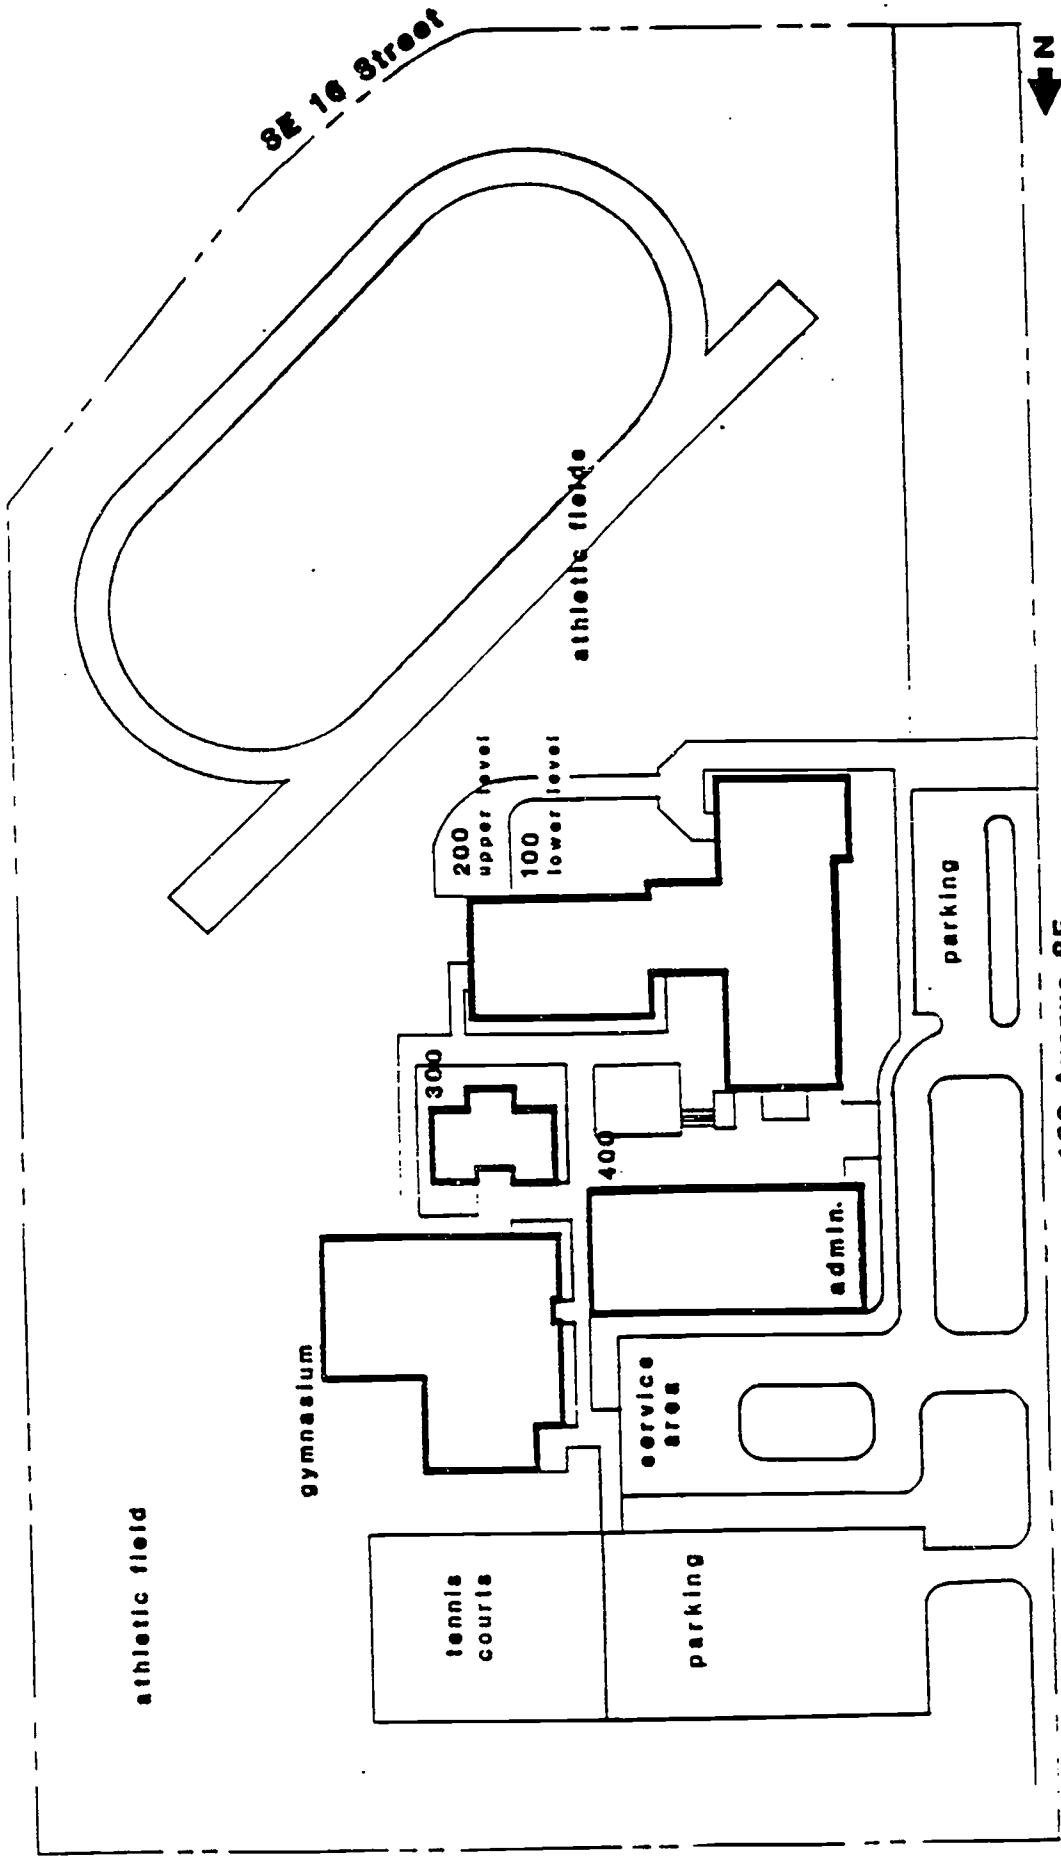 SE 16 Street
N
athletic fields
200
upper level
100
lower level
parking
300
400
admin.
gymnasium
service
area
athletic field
tennis
courts
parking